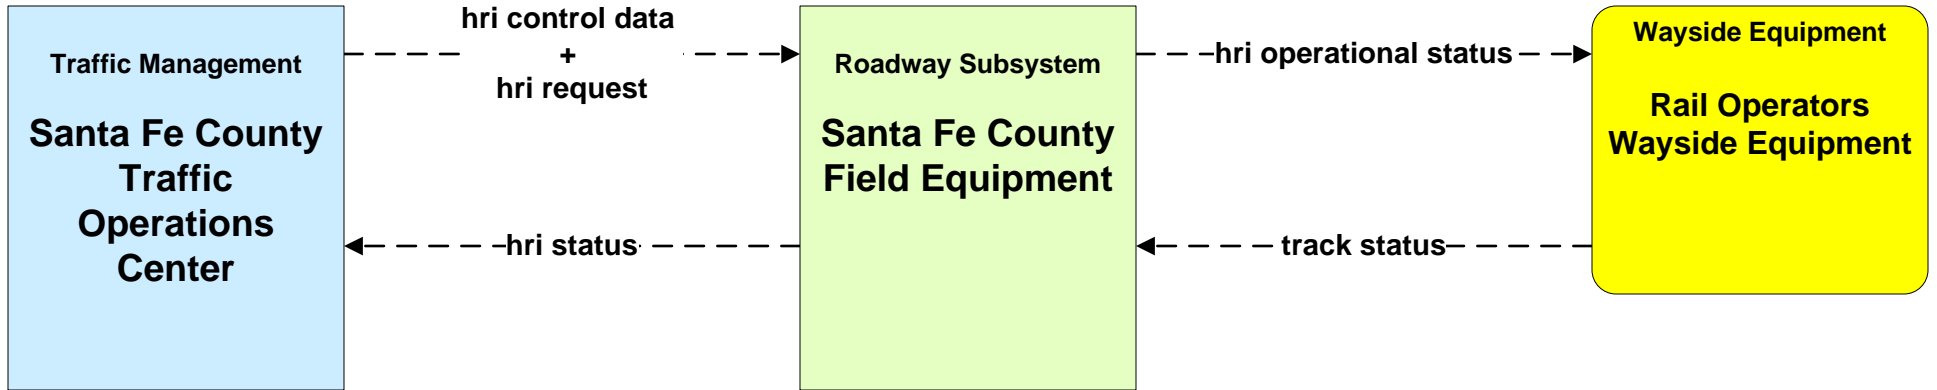 Traffic Management
Santa Fe County
Traffic
Operations
Center
hri control data
+
hri request
hri status
Roadway Subsystem
Santa Fe County
Field Equipment
hri operational status
track status
Wayside Equipment
Rail Operators
Wayside Equipment